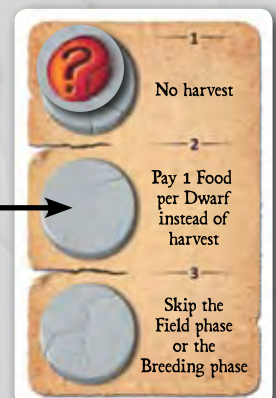 1
?
No harvest
2
Pay 1 Food
per Dwarf
instead of
harvest
3
Skip the
Field phase
or the
Breeding phase